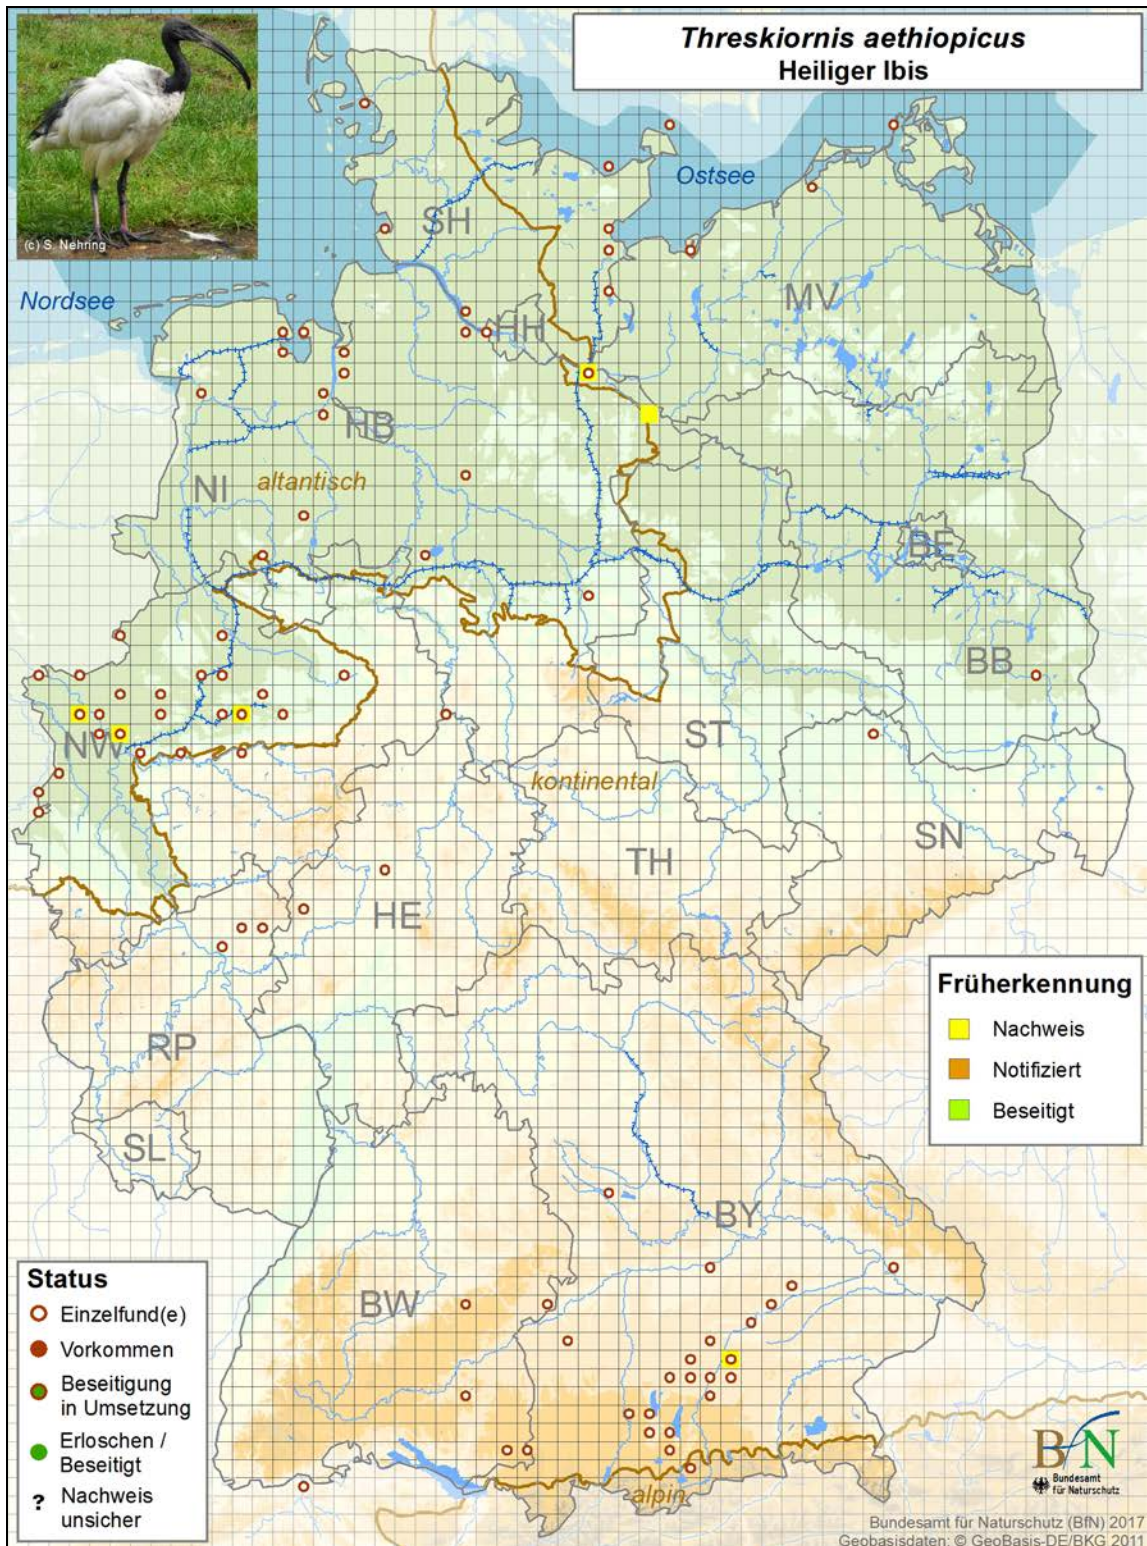 Threskiornis aethiopicus
Heiliger Ibis
(c) S. Nehring
Ostsee
SH
Nordsee
MV
HH
HB
NI
altantisch
BE
BB
ST
NW
kontinental
SN
TH
HE
Früherkennung
Nachweis
Notifiziert
Beseitigt
RP
SL
BY
Status
Einzelfund(e)
Vorkommen
Beseitigung
in Umsetzung
Erloschen /
Beseitigt
? Nachweis
unsicher
BW
alpin
BfN
Bundesamt
für Naturschutz
Bundesamt für Naturschutz (BfN) 2017
Geobasisdaten: © GeoBasis-DE/BKG 2011